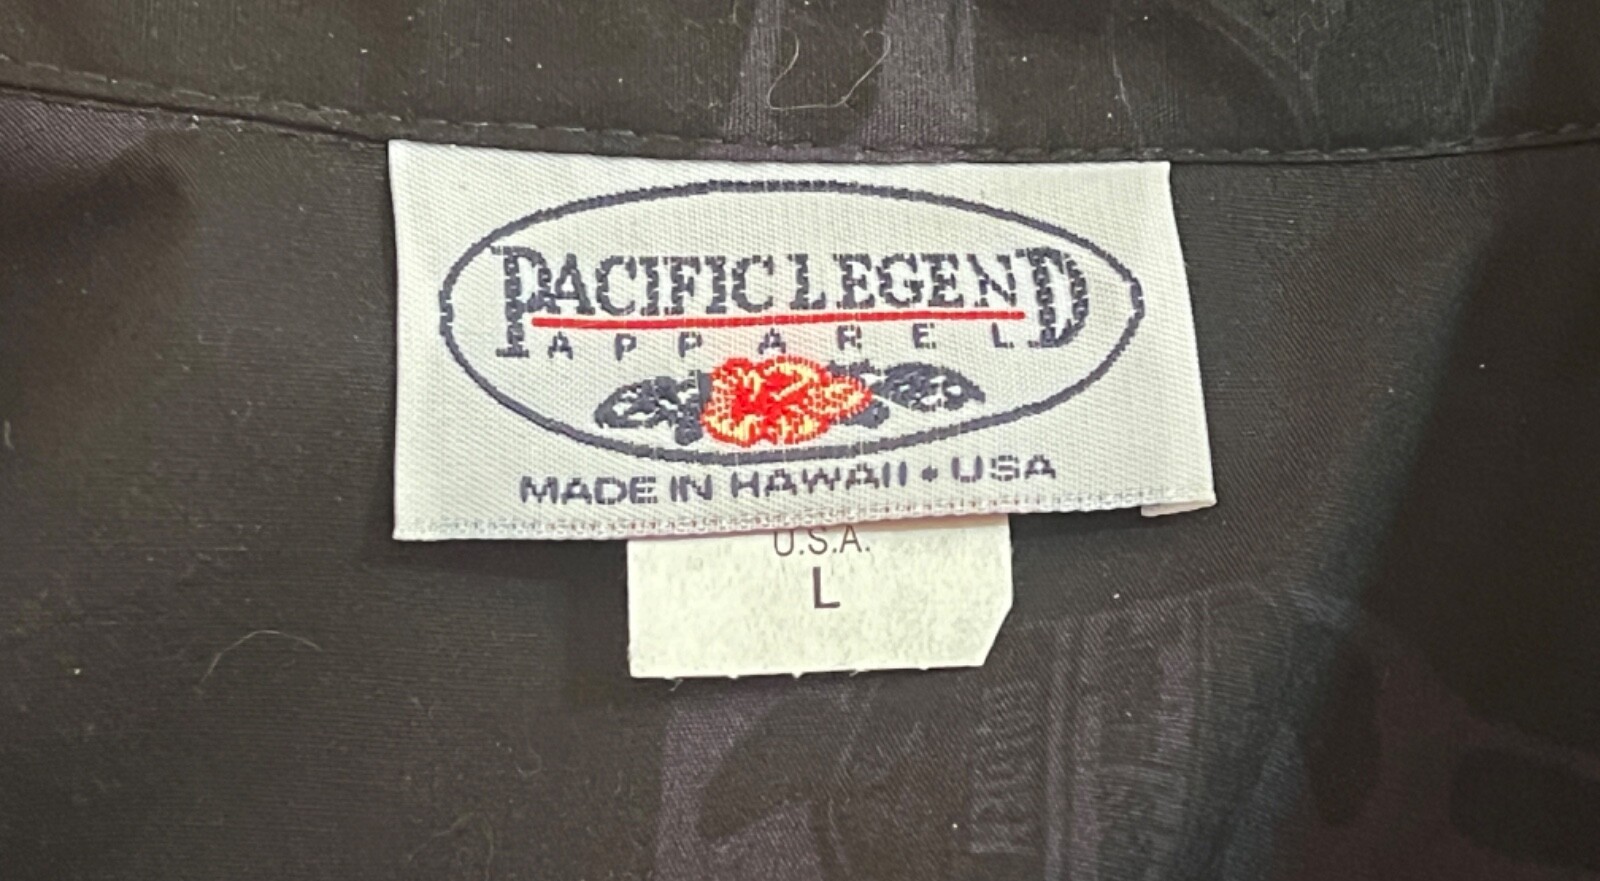 PACIFIC LEGEND
APPAREL
MADE IN HAWAII • USA
U.S.A.
L